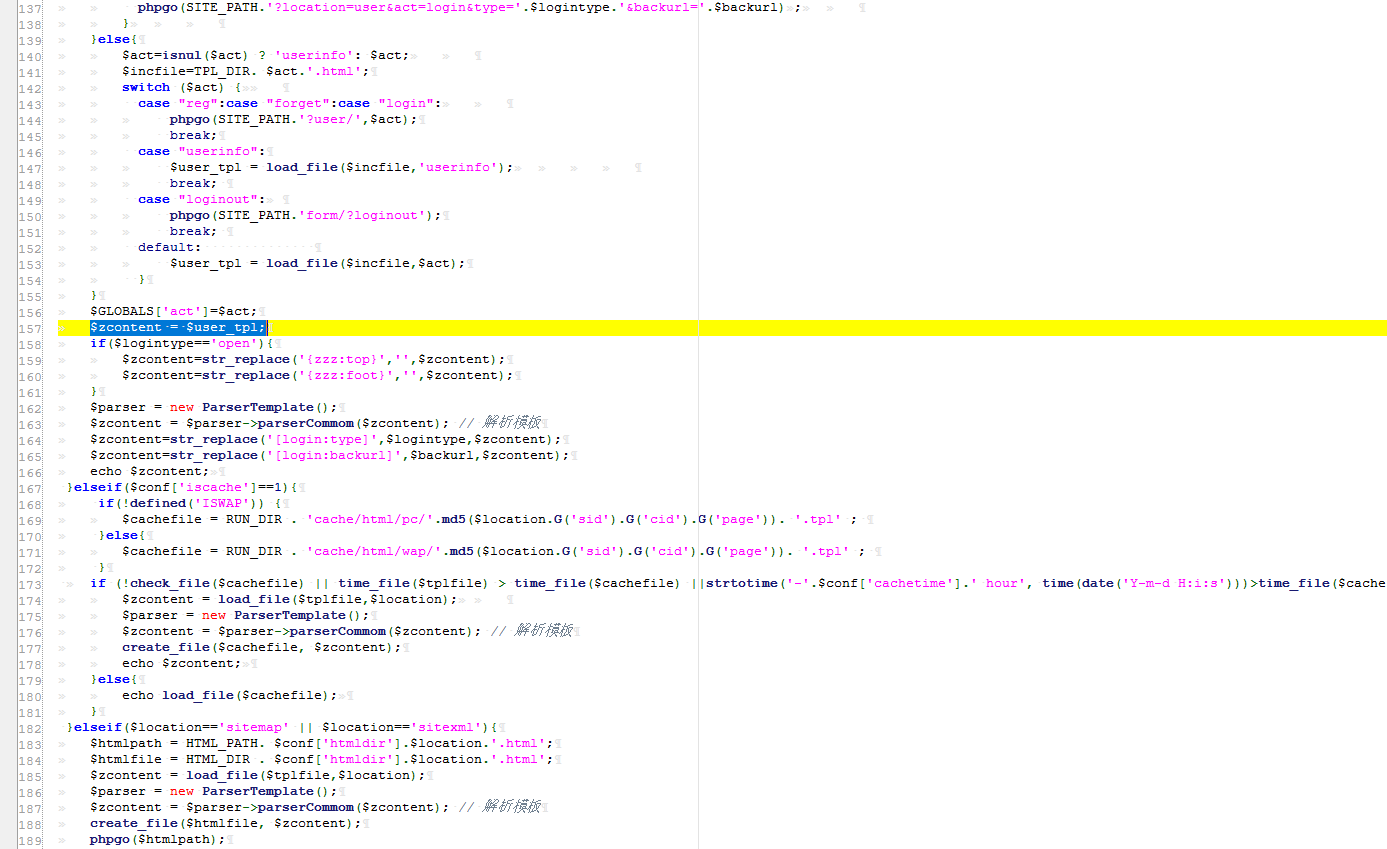 137 phpgo(SITE_PATH.'?location=user&act=login&type='.$logintype.'&backurl='.$backurl);
138 }
139 }else{
140 $act=isnul($act) ? 'userinfo': $act;
141 $incfile=TPL_DIR. $act.'.html';
142 switch ($act) {
143 case "reg":case "forget":case "login":
144 phpgo(SITE_PATH.'?user/',$act);
145 break;
146 case "userinfo":
147 $user_tpl = load_file($incfile,'userinfo');
148 break;
149 case "loginout":
150 phpgo(SITE_PATH.'form/?loginout');
151 break;
152 default:
153 $user_tpl = load_file($incfile,$act);
154 }
155 }
156 $GLOBALS['act']=$act;
157 $zcontent = $user_tpl;
158 if($logintype=='open'){
159 $zcontent=str_replace('{zzz:top}','',$zcontent);
160 $zcontent=str_replace('{zzz:foot}','',$zcontent);
161 }
162 $parser = new ParserTemplate();
163 $zcontent = $parser->parserCommom($zcontent); // 解析模板
164 $zcontent=str_replace('[login:type]',$logintype,$zcontent);
165 $zcontent=str_replace('[login:backurl]',$backurl,$zcontent);
166 echo $zcontent;
167 }elseif($conf['iscache']==1){
168 if(!defined('ISWAP')) {
169 $cachefile = RUN_DIR . 'cache/html/pc/'.md5($location.G('sid').G('cid').G('page')). '.tpl' ;
170 }else{
171 $cachefile = RUN_DIR . 'cache/html/wap/'.md5($location.G('sid').G('cid').G('page')). '.tpl' ;
172 }
173 if (!check_file($cachefile) || time_file($tplfile) > time_file($cachefile) ||strtotime('-'.$conf['cachetime'].' hour', time(date('Y-m-d H:i:s')))>time_file($cache
174 $zcontent = load_file($tplfile,$location);
175 $parser = new ParserTemplate();
176 $zcontent = $parser->parserCommom($zcontent); // 解析模板
177 create_file($cachefile, $zcontent);
178 echo $zcontent;
179 }else{
180 echo load_file($cachefile);
181 }
182 }elseif($location=='sitemap' || $location=='sitexml'){
183 $htmlpath = HTML_PATH. $conf['htmldir'].$location.'.html';
184 $htmlfile = HTML_DIR . $conf['htmldir'].$location.'.html';
185 $zcontent = load_file($tplfile,$location);
186 $parser = new ParserTemplate();
187 $zcontent = $parser->parserCommom($zcontent); // 解析模板
188 create_file($htmlfile, $zcontent);
189 phpgo($htmlpath);